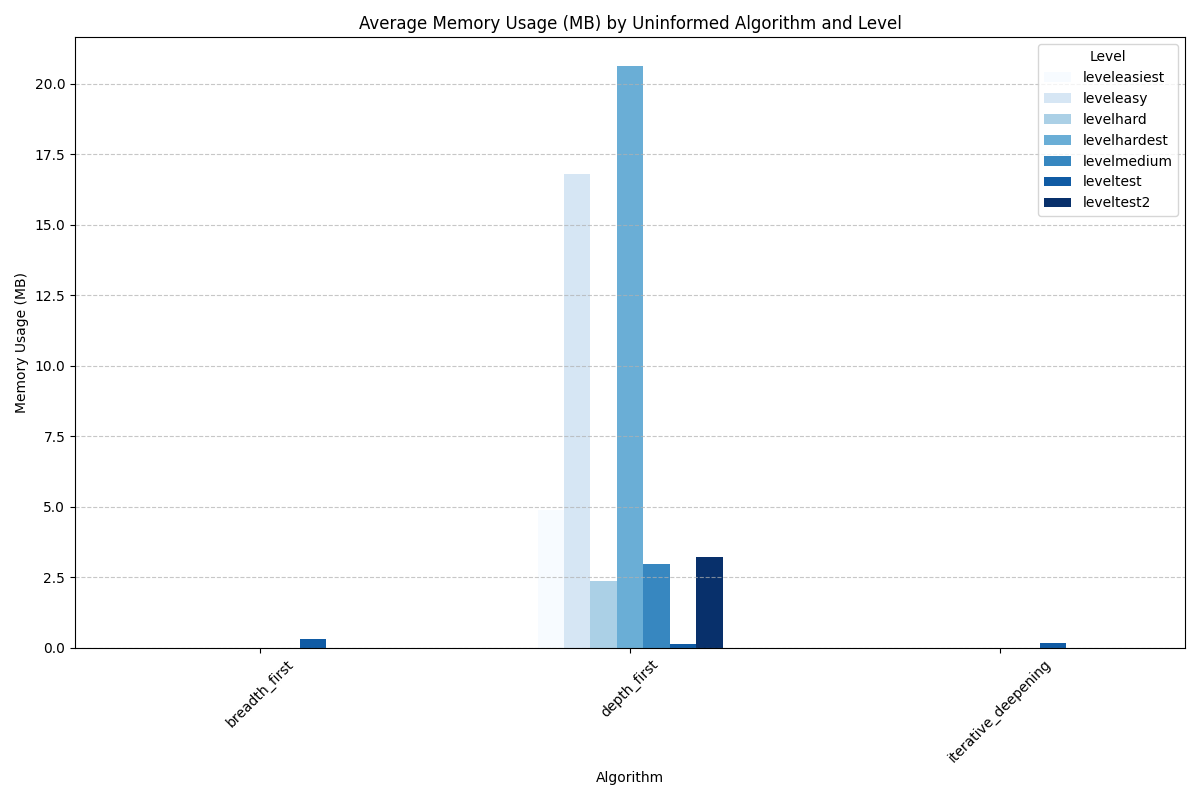 Average Memory Usage (MB) by Uninformed Algorithm and Level
Level
leveleasiest
leveleasy
levelhard
levelhardest
levelmedium
leveltest
leveltest2
Memory Usage (MB)
20.0
17.5
15.0
12.5
10.0
7.5
5.0
2.5
0.0
breadth_first
depth_first
iterative_deepening
Algorithm